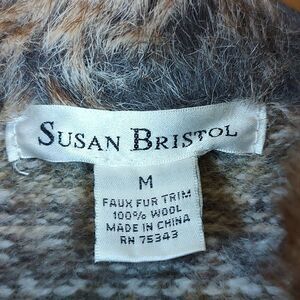 SUSAN BRISTOL
M
FAUX FUR TRIM
100% WOOL
MADE IN CHINA
RN 75343